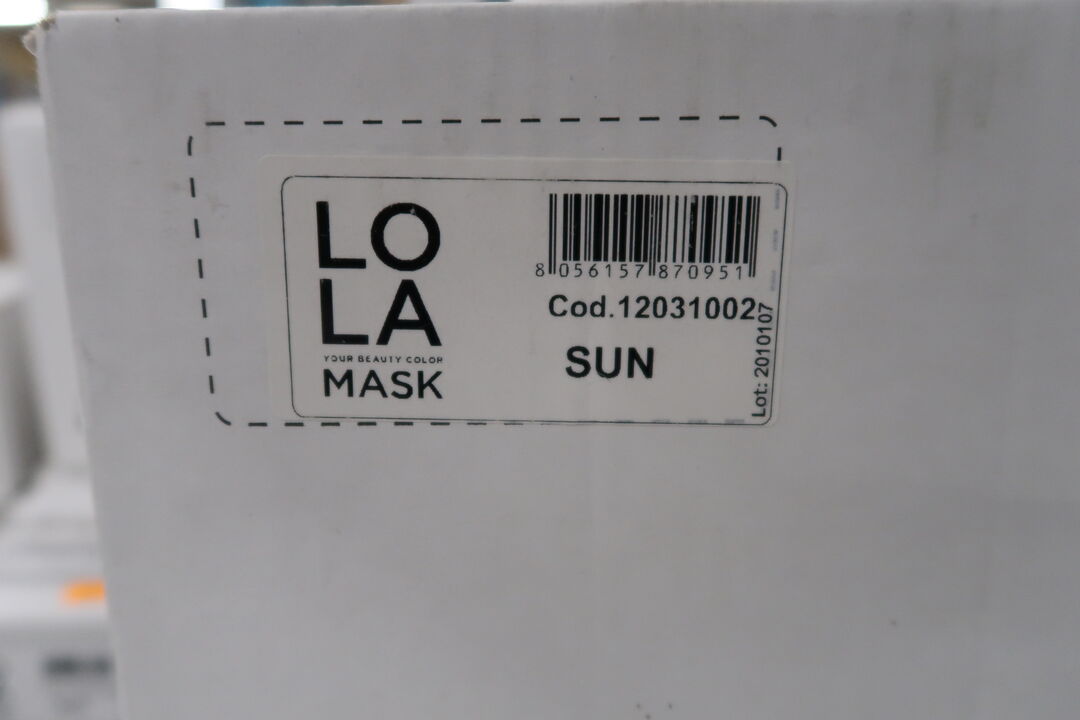 LO
LA
YOUR BEAUTY COLOR
MASK
8 056157 870951
Cod.12031002
SUN
Lot: 2010107